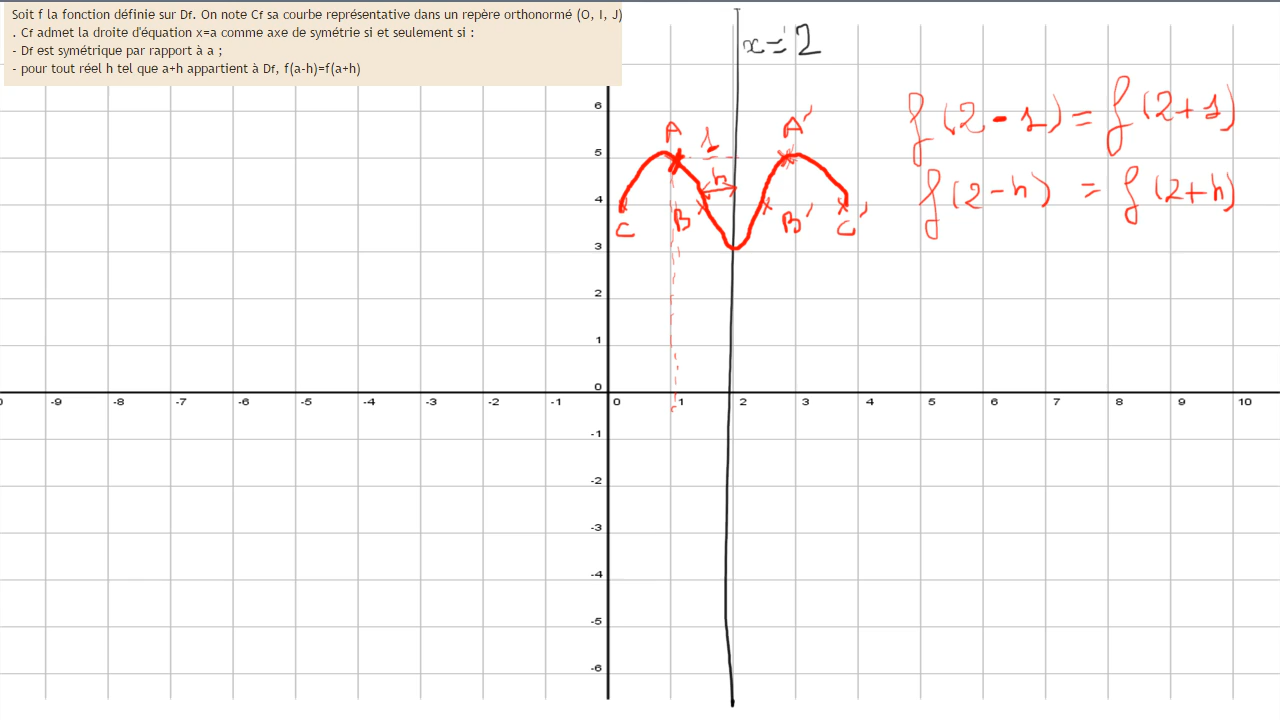 Soit f la fonction définie sur Df. On note Cf sa courbe représentative dans un repère orthonormé (O, I, J)
. Cf admet la droite d'équation x=a comme axe de symétrie si et seulement si :
- Df est symétrique par rapport à a ;
- pour tout réel h tel que a+h appartient à Df, f(a-h)=f(a+h)
x=2
f(2-1)=f(2+1)
f(2-h) = f(2+h)
A 1 A'
h
B B'
C C'
6
5
4
3
2
1
0
-9 -8 -7 -6 -5 -4 -3 -2 -1 0 1 2 3 4 5 6 7 8 9 10
-1
-2
-3
-4
-5
-6